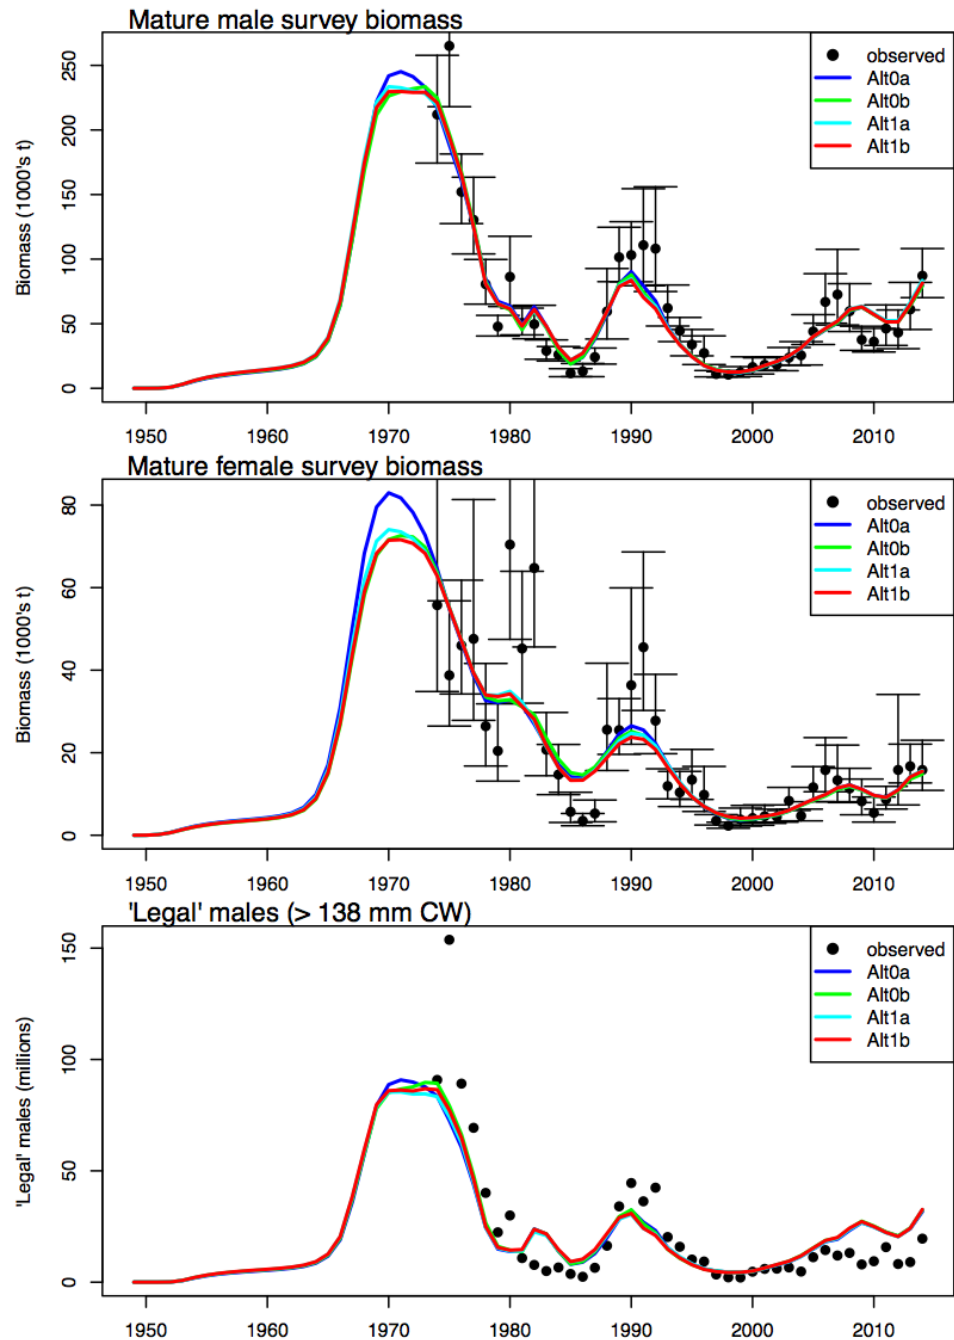 Mature male survey biomass
Biomass (1000's t)
250
200
150
100
50
0
observed
Alt0a
Alt0b
Alt1a
Alt1b
1950 1960 1970 1980 1990 2000 2010
Mature female survey biomass
Biomass (1000's t)
80
60
40
20
0
observed
Alt0a
Alt0b
Alt1a
Alt1b
1950 1960 1970 1980 1990 2000 2010
'Legal' males (> 138 mm CW)
'Legal' males (millions)
150
100
50
0
observed
Alt0a
Alt0b
Alt1a
Alt1b
1950 1960 1970 1980 1990 2000 2010